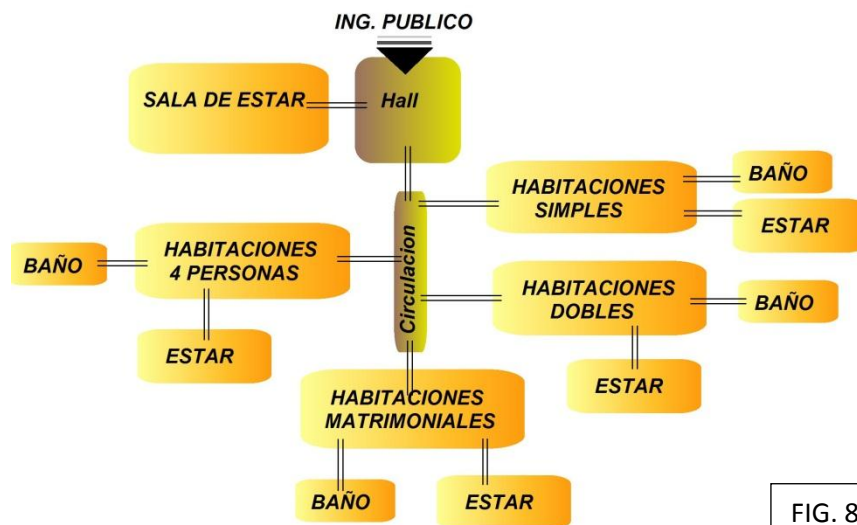 ING. PUBLICO
SALA DE ESTAR
Hall
HABITACIONES
SIMPLES
BAÑO
ESTAR
Circulacion
HABITACIONES
4 PERSONAS
BAÑO
ESTAR
HABITACIONES
DOBLES
BAÑO
ESTAR
HABITACIONES
MATRIMONIALES
BAÑO
ESTAR
FIG. 8